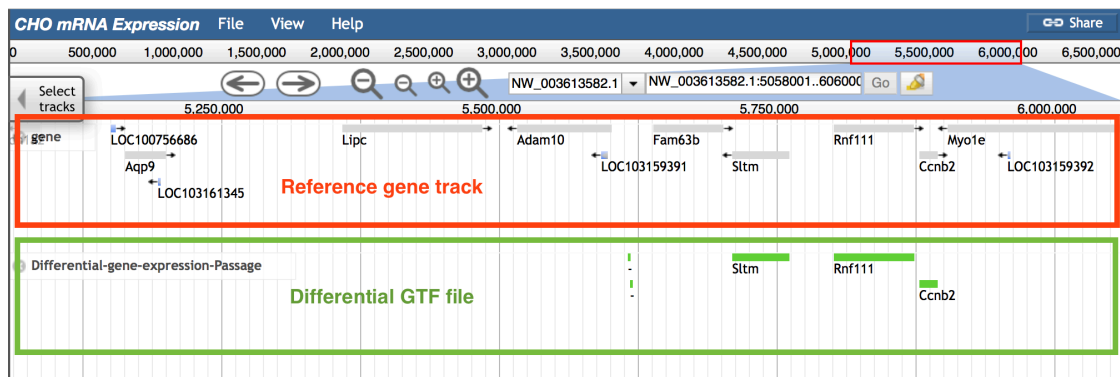 CHO mRNA Expression File View Help Share
0 500,000 1,000,000 1,500,000 2,000,000 2,500,000 3,000,000 3,500,000 4,000,000 4,500,000 5,000,000 5,500,000 6,000,000 6,500,000
Select tracks
NW_003613582.1 NW_003613582.1:5058001..606000 Go
5,250,000 5,500,000 5,750,000 6,000,000
gene
LOC100756686 Lipc Adam10 Fam63b Rnf111 Myo1e
Aqp9 LOC103159391 Sltm Ccnb2 LOC103159392
LOC103161345
Reference gene track
Differential-gene-expression-Passage
- Sltm Rnf111
- Ccnb2
Differential GTF file